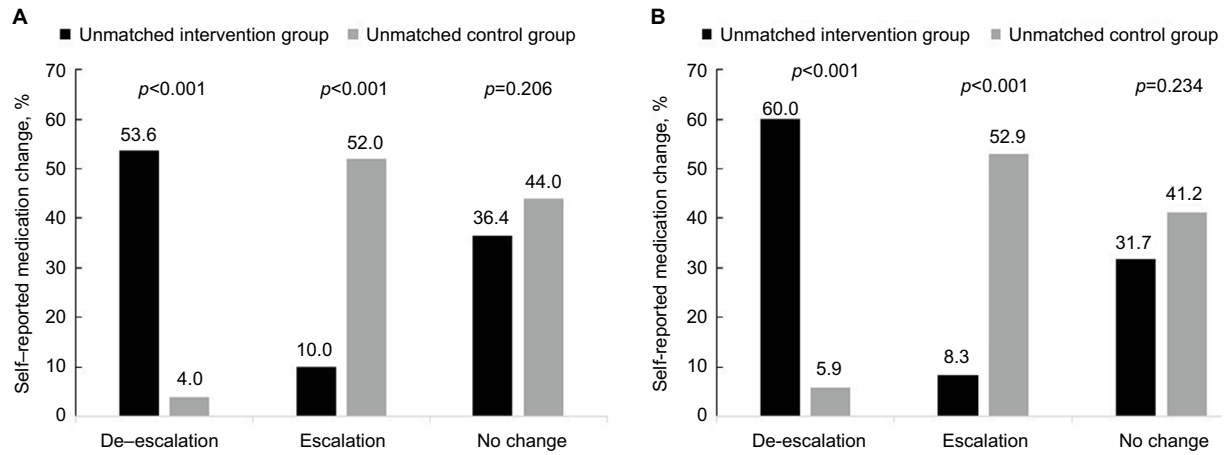 A
Unmatched intervention group Unmatched control group
Self–reported medication change, %
70
60
50
40
30
20
10
0
p<0.001 p<0.001 p=0.206
53.6
4.0
10.0
52.0
36.4
44.0
De–escalation Escalation No change
B
Unmatched intervention group Unmatched control group
Self-reported medication change, %
70
60
50
40
30
20
10
0
p<0.001 p<0.001 p=0.234
60.0
5.9
8.3
52.9
31.7
41.2
De-escalation Escalation No change